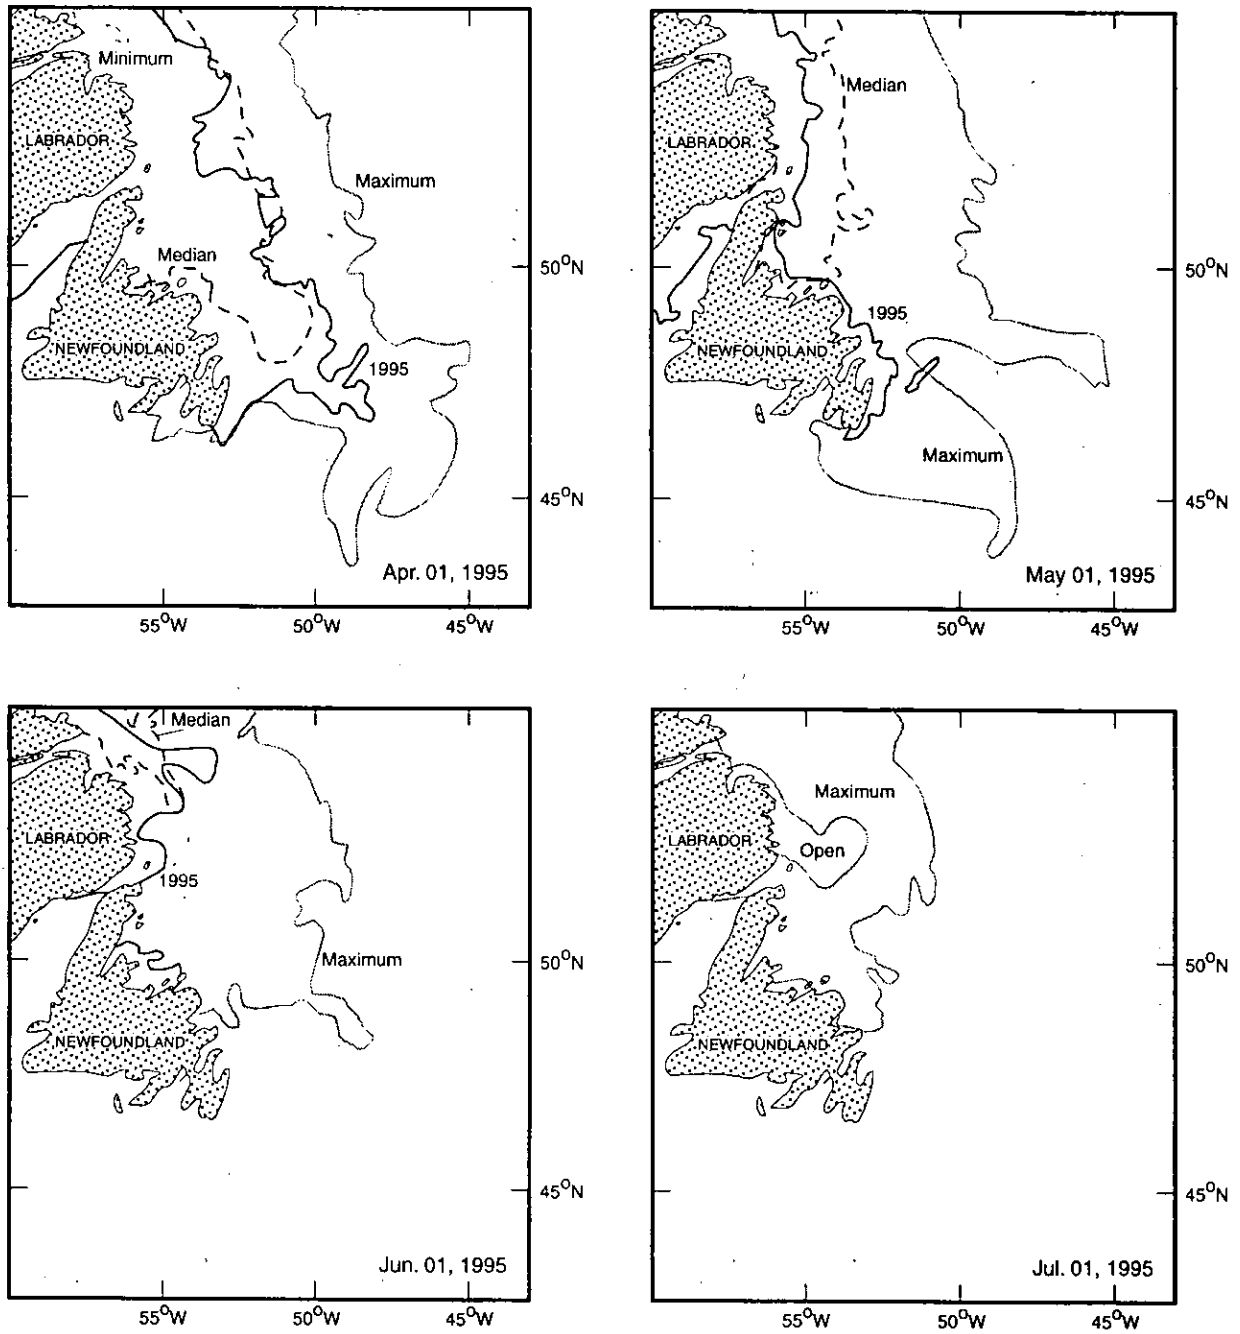 Minimum
LABRADOR
Maximum
Median
50°N
NEWFOUNDLAND
1995
45°N
Apr. 01, 1995
55°W
50°W
45°W
Median
LABRADOR
50°N
1995
NEWFOUNDLAND
Maximum
45°N
May 01, 1995
55°W
50°W
45°W
Median
LABRADOR
1995
Maximum
50°N
NEWFOUNDLAND
45°N
Jun. 01, 1995
55°W
50°W
45°W
Maximum
LABRADOR
Open
50°N
NEWFOUNDLAND
45°N
Jul. 01, 1995
55°W
50°W
45°W